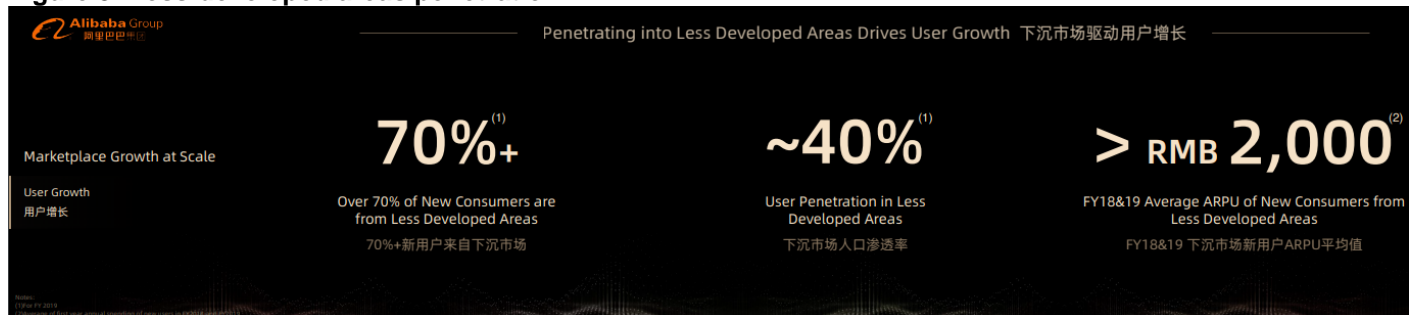 Alibaba Group
阿里巴巴集团
Penetrating into Less Developed Areas Drives User Growth 下沉市场驱动用户增长
Marketplace Growth at Scale
User Growth
用户增长
70%+(1)
Over 70% of New Consumers are
from Less Developed Areas
70%+新用户来自下沉市场
~40%(1)
User Penetration in Less
Developed Areas
下沉市场人口渗透率
> RMB 2,000(2)
FY18&19 Average ARPU of New Consumers from
Less Developed Areas
FY18&19 下沉市场新用户ARPU平均值
Notes:
(1)For FY 2019